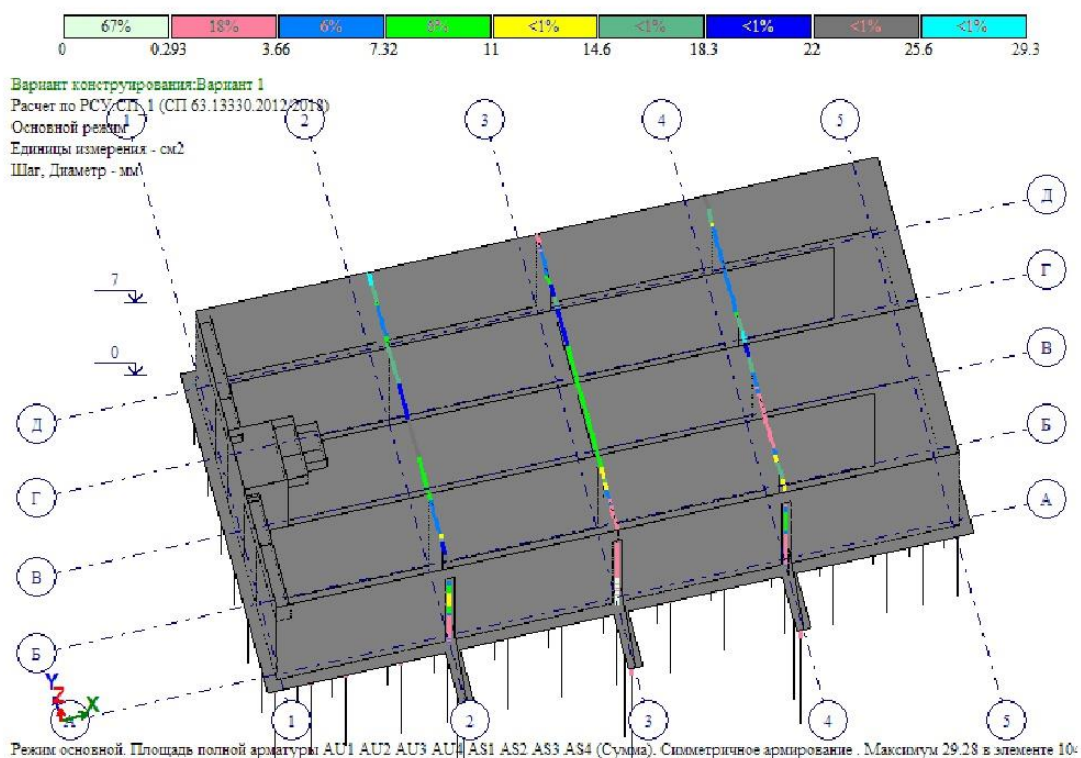 67% 18% 6% 6% <1% <1% <1% <1% <1%
0 0.293 3.66 7.32 11 14.6 18.3 22 25.6 29.3
Вариант конструирования:Вариант 1
Расчет по РСУ СП_1 (СП 63.13330.2012/2018)
Основной режим
Единицы измерения - см2
Шаг, Диаметр - мм
1 2 3 4 5
Д
Г
7
В
0
Б
Д
А
Г
В
Б
Y Z X
А
1 2 3 4 5
Режим основной. Площадь полной арматуры AU1 AU2 AU3 AU4 AS1 AS2 AS3 AS4 (Сумма). Симметричное армирование . Максимум 29.28 в элементе